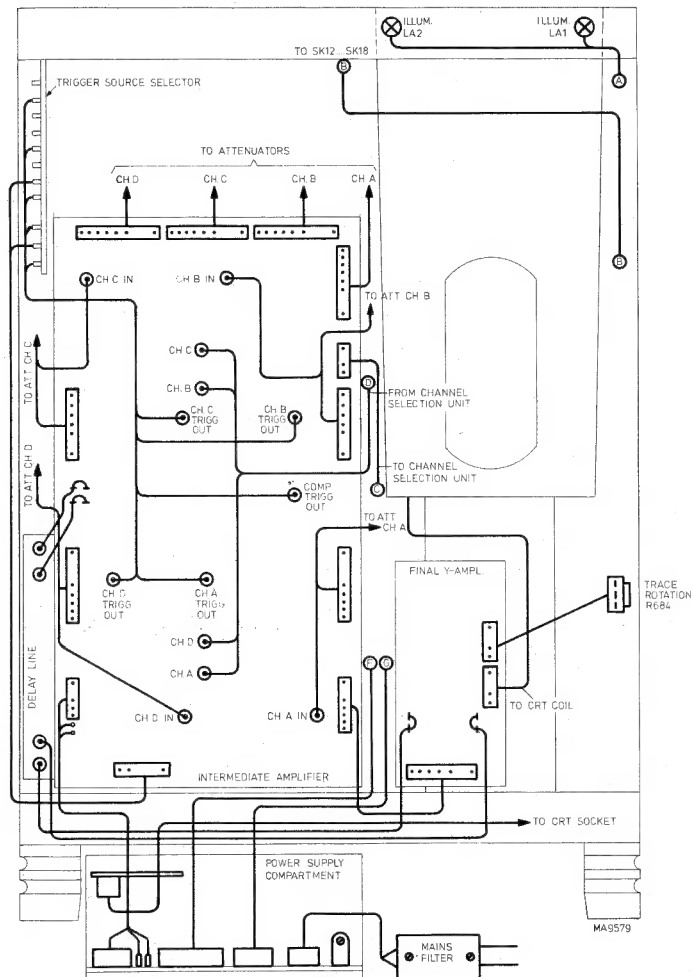 ILLUM. LA2
ILLUM. LA1
TO SK12...SK18
B
A
TRIGGER SOURCE SELECTOR
TO ATTENUATORS
CH.D
CH.C
CH.B
CH.A
B
CH C IN
CH B IN
TO ATT CH B
TO ATT CH C
CH C
D
FROM CHANNEL SELECTION UNIT
CH.B
CH.C TRIGG OUT
CH B TRIGG OUT
TO ATT CH D
TO CHANNEL SELECTION UNIT
C
COMP TRIGG OUT
TO ATT CH A
FINAL Y-AMPL.
CH D TRIGG OUT
CH A TRIGG OUT
TRACE ROTATION R684
DELAY LINE
CH D
F
G
CH A
TO CRT COIL
CH D IN
CH A IN
INTERMEDIATE AMPLIFIER
TO CRT SOCKET
POWER SUPPLY COMPARTMENT
MA9579
MAINS FILTER